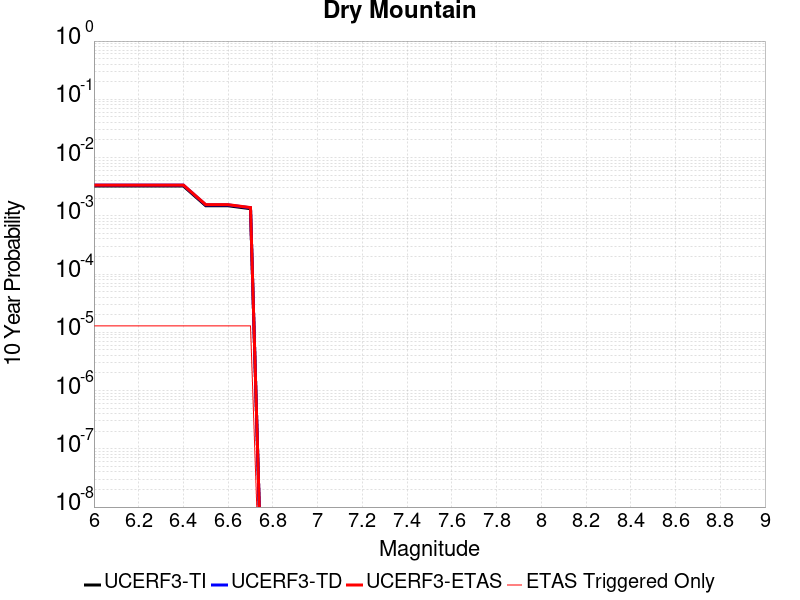 Dry Mountain
10^0
10^-1
10^-2
10^-3
10^-4
10^-5
10^-6
10^-7
10^-8
10 Year Probability
6 6.2 6.4 6.6 6.8 7 7.2 7.4 7.6 7.8 8 8.2 8.4 8.6 8.8 9
Magnitude
UCERF3-TI UCERF3-TD UCERF3-ETAS ETAS Triggered Only